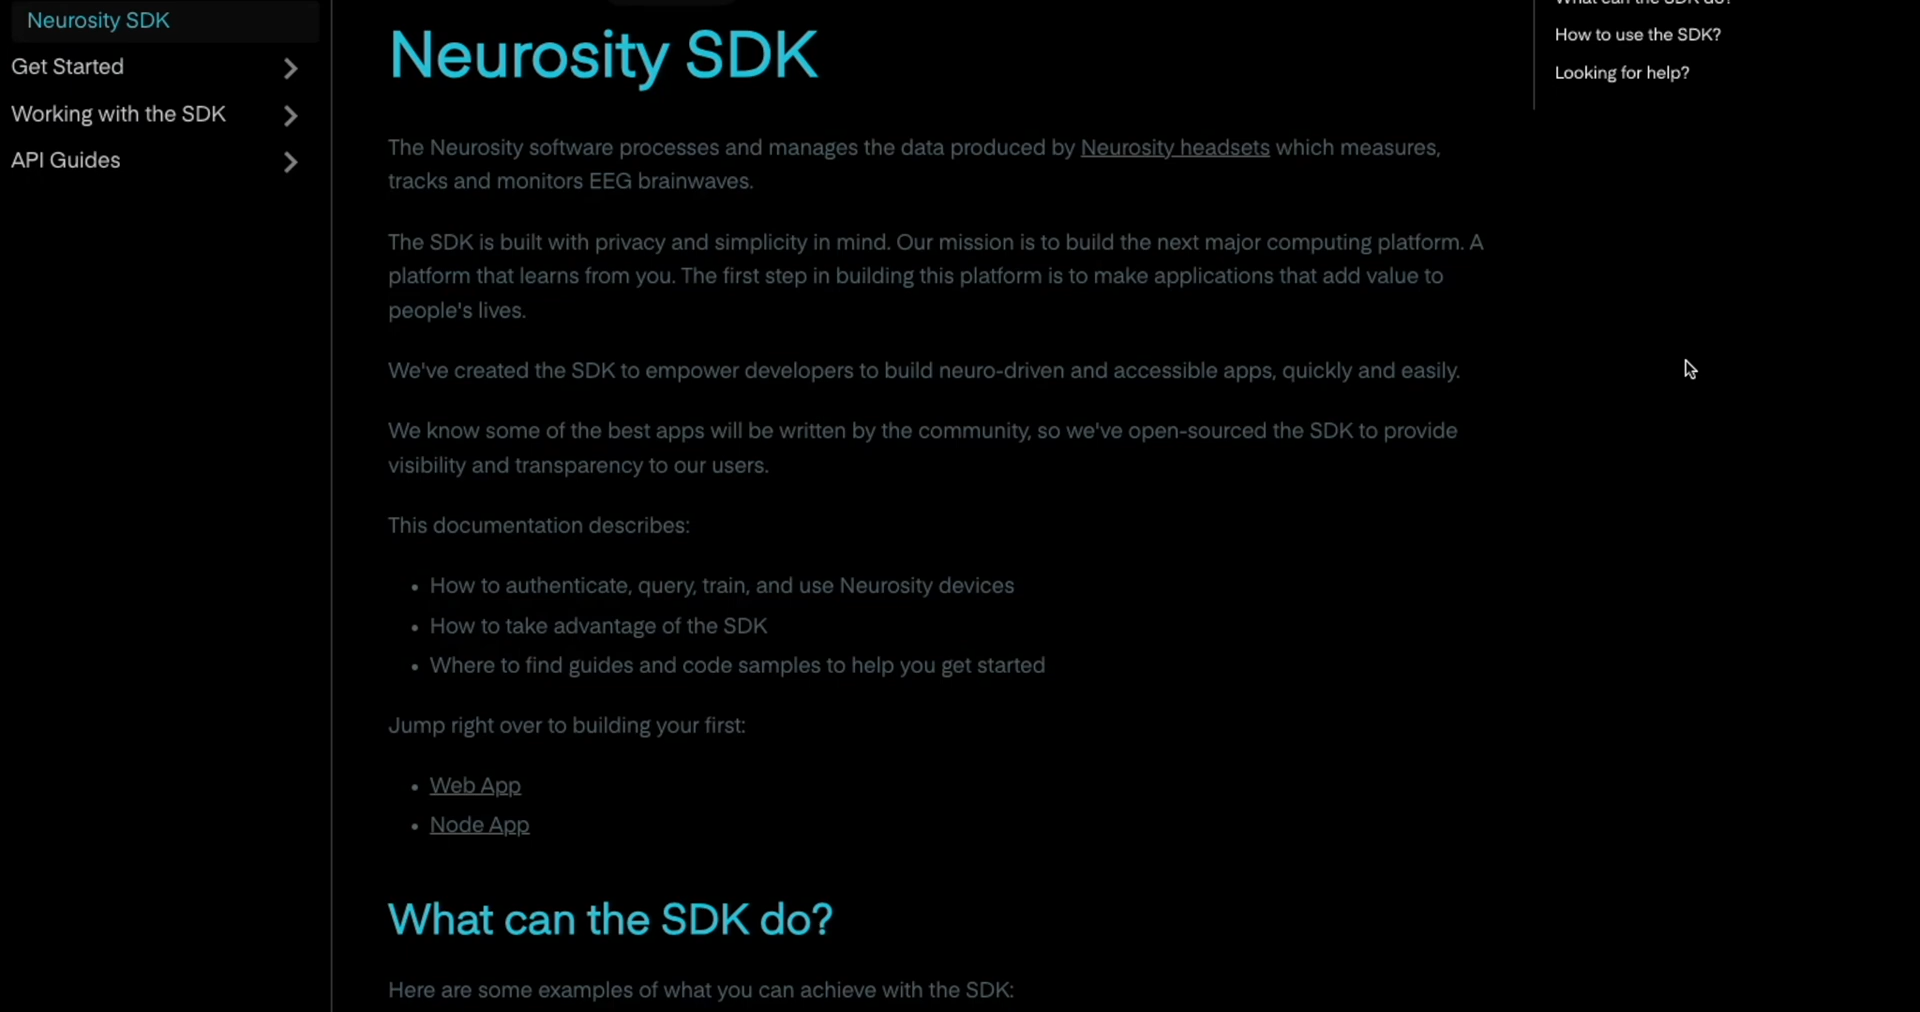 Neurosity SDK
Get Started
Working with the SDK
API Guides
Neurosity SDK
The Neurosity software processes and manages the data produced by Neurosity headsets which measures,
tracks and monitors EEG brainwaves.
The SDK is built with privacy and simplicity in mind. Our mission is to build the next major computing platform. A
platform that learns from you. The first step in building this platform is to make applications that add value to
people's lives.
We've created the SDK to empower developers to build neuro-driven and accessible apps, quickly and easily.
We know some of the best apps will be written by the community, so we've open-sourced the SDK to provide
visibility and transparency to our users.
This documentation describes:
• How to authenticate, query, train, and use Neurosity devices
• How to take advantage of the SDK
• Where to find guides and code samples to help you get started
Jump right over to building your first:
• Web App
• Node App
What can the SDK do?
Here are some examples of what you can achieve with the SDK:
What can the SDK do?
How to use the SDK?
Looking for help?